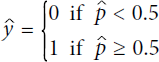 ŷ = { 0 if p̂ < 0.5
1 if p̂ ≥ 0.5